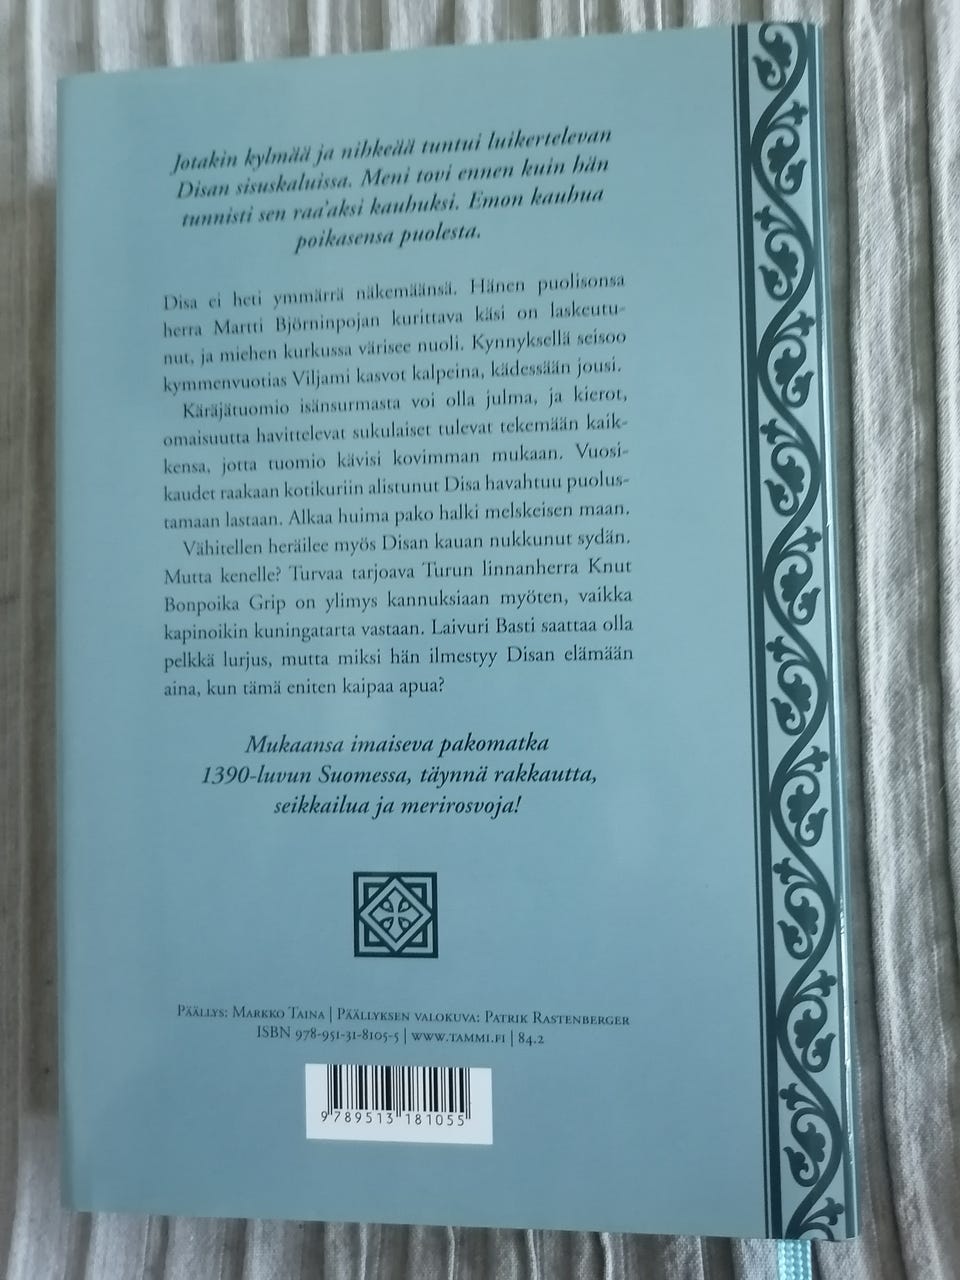 Jotakin kylmää ja nihkeää tuntui luikertelevan
Disan sisuskaluissa. Meni tovi ennen kuin hän
tunnisti sen raa'aksi kauhuksi. Emon kauhua
poikasensa puolesta.
Disa ei heti ymmärrä näkemäänsä. Hänen puolisonsa
herra Martti Björninpojan kurittava käsi on laskeutu-
nut, ja miehen kurkussa värisee nuoli. Kynnyksellä seisoo
kymmenvuotias Viljami kasvot kalpeina, kädessään jousi.
Käräjätuomio isänsurmasta voi olla julma, ja kierot,
omaisuutta havittelevat sukulaiset tulevat tekemään kaik-
kensa, jotta tuomio kävisi kovimman mukaan. Vuosi-
kaudet raakaan kotikuriin alistunut Disa havahtuu puolus-
tamaan lastaan. Alkaa huima pako halki melskeisen maan.
Vähitellen heräilee myös Disan kauan nukkunut sydän.
Mutta kenelle? Turvaa tarjoava Turun linnanherra Knut
Bonpoika Grip on ylimys kannuksiaan myöten, vaikka
kapinoikin kuningatarta vastaan. Laivuri Basti saattaa olla
pelkkä lurjus, mutta miksi hän ilmestyy Disan elämään
aina, kun tämä eniten kaipaa apua?
Mukaansa imaiseva pakomatka
1390-luvun Suomessa, täynnä rakkautta,
seikkailua ja merirosvoja!
Päällys: Markko Taina | Päällyksen valokuva: Patrik Rastenberger
ISBN 978-951-31-8105-5 | www.tammi.fi | 84.2
9 789513 181055